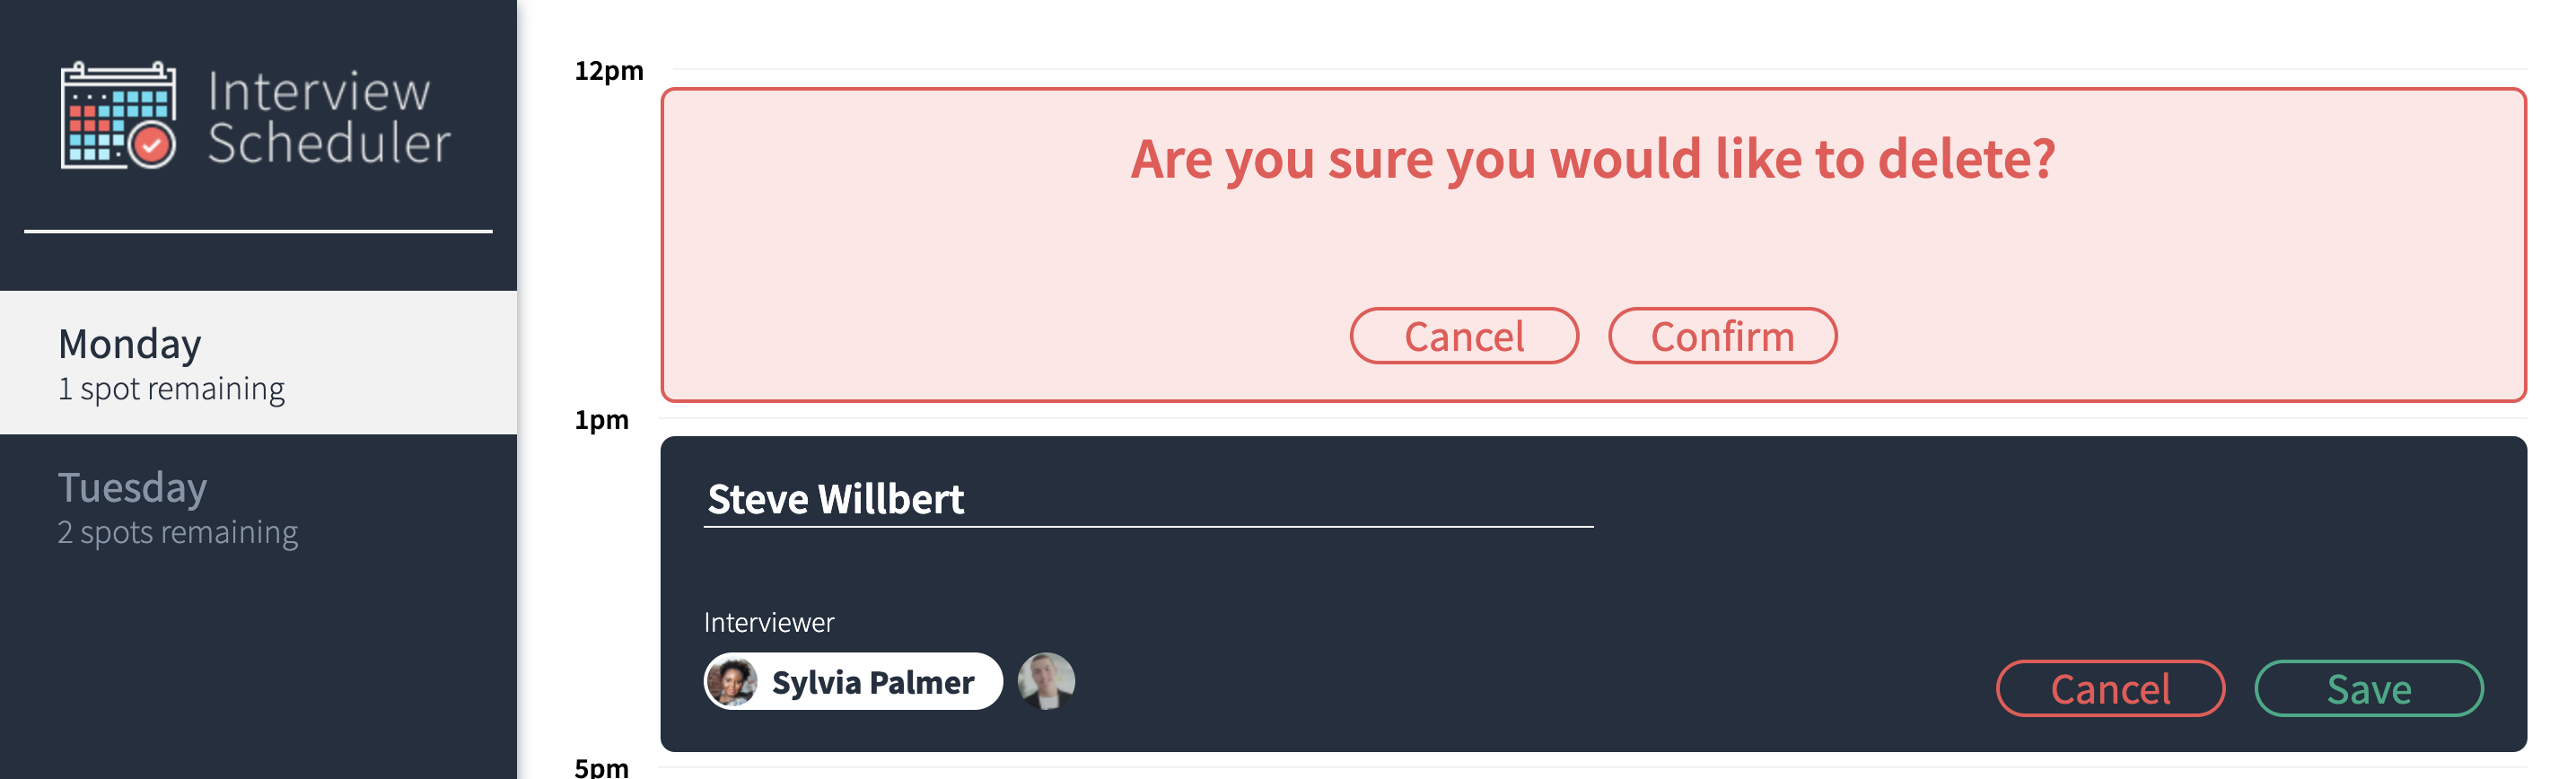 Interview
Scheduler
Monday
1 spot remaining
Tuesday
2 spots remaining
12pm
Are you sure you would like to delete?
Cancel Confirm
1pm
Steve Willbert
Interviewer
Sylvia Palmer
Cancel Save
5pm